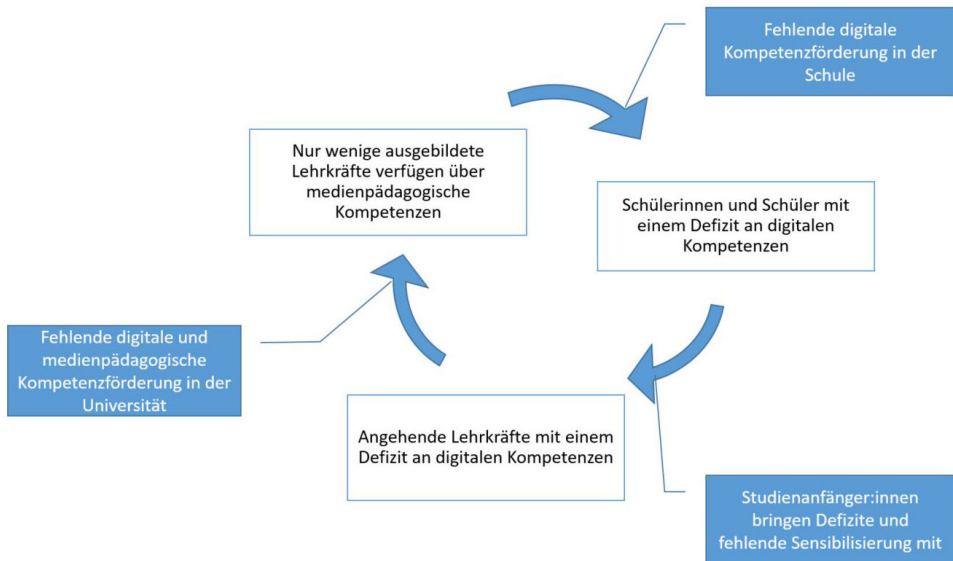 Fehlende digitale
Kompetenzförderung in der
Schule
Nur wenige ausgebildete
Lehrkräfte verfügen über
medienpädagogische
Kompetenzen
Schülerinnen und Schüler mit
einem Defizit an digitalen
Kompetenzen
Fehlende digitale und
medienpädagogische
Kompetenzförderung in der
Universität
Angehende Lehrkräfte mit einem
Defizit an digitalen Kompetenzen
Studienanfänger:innen
bringen Defizite und
fehlende Sensibilisierung mit